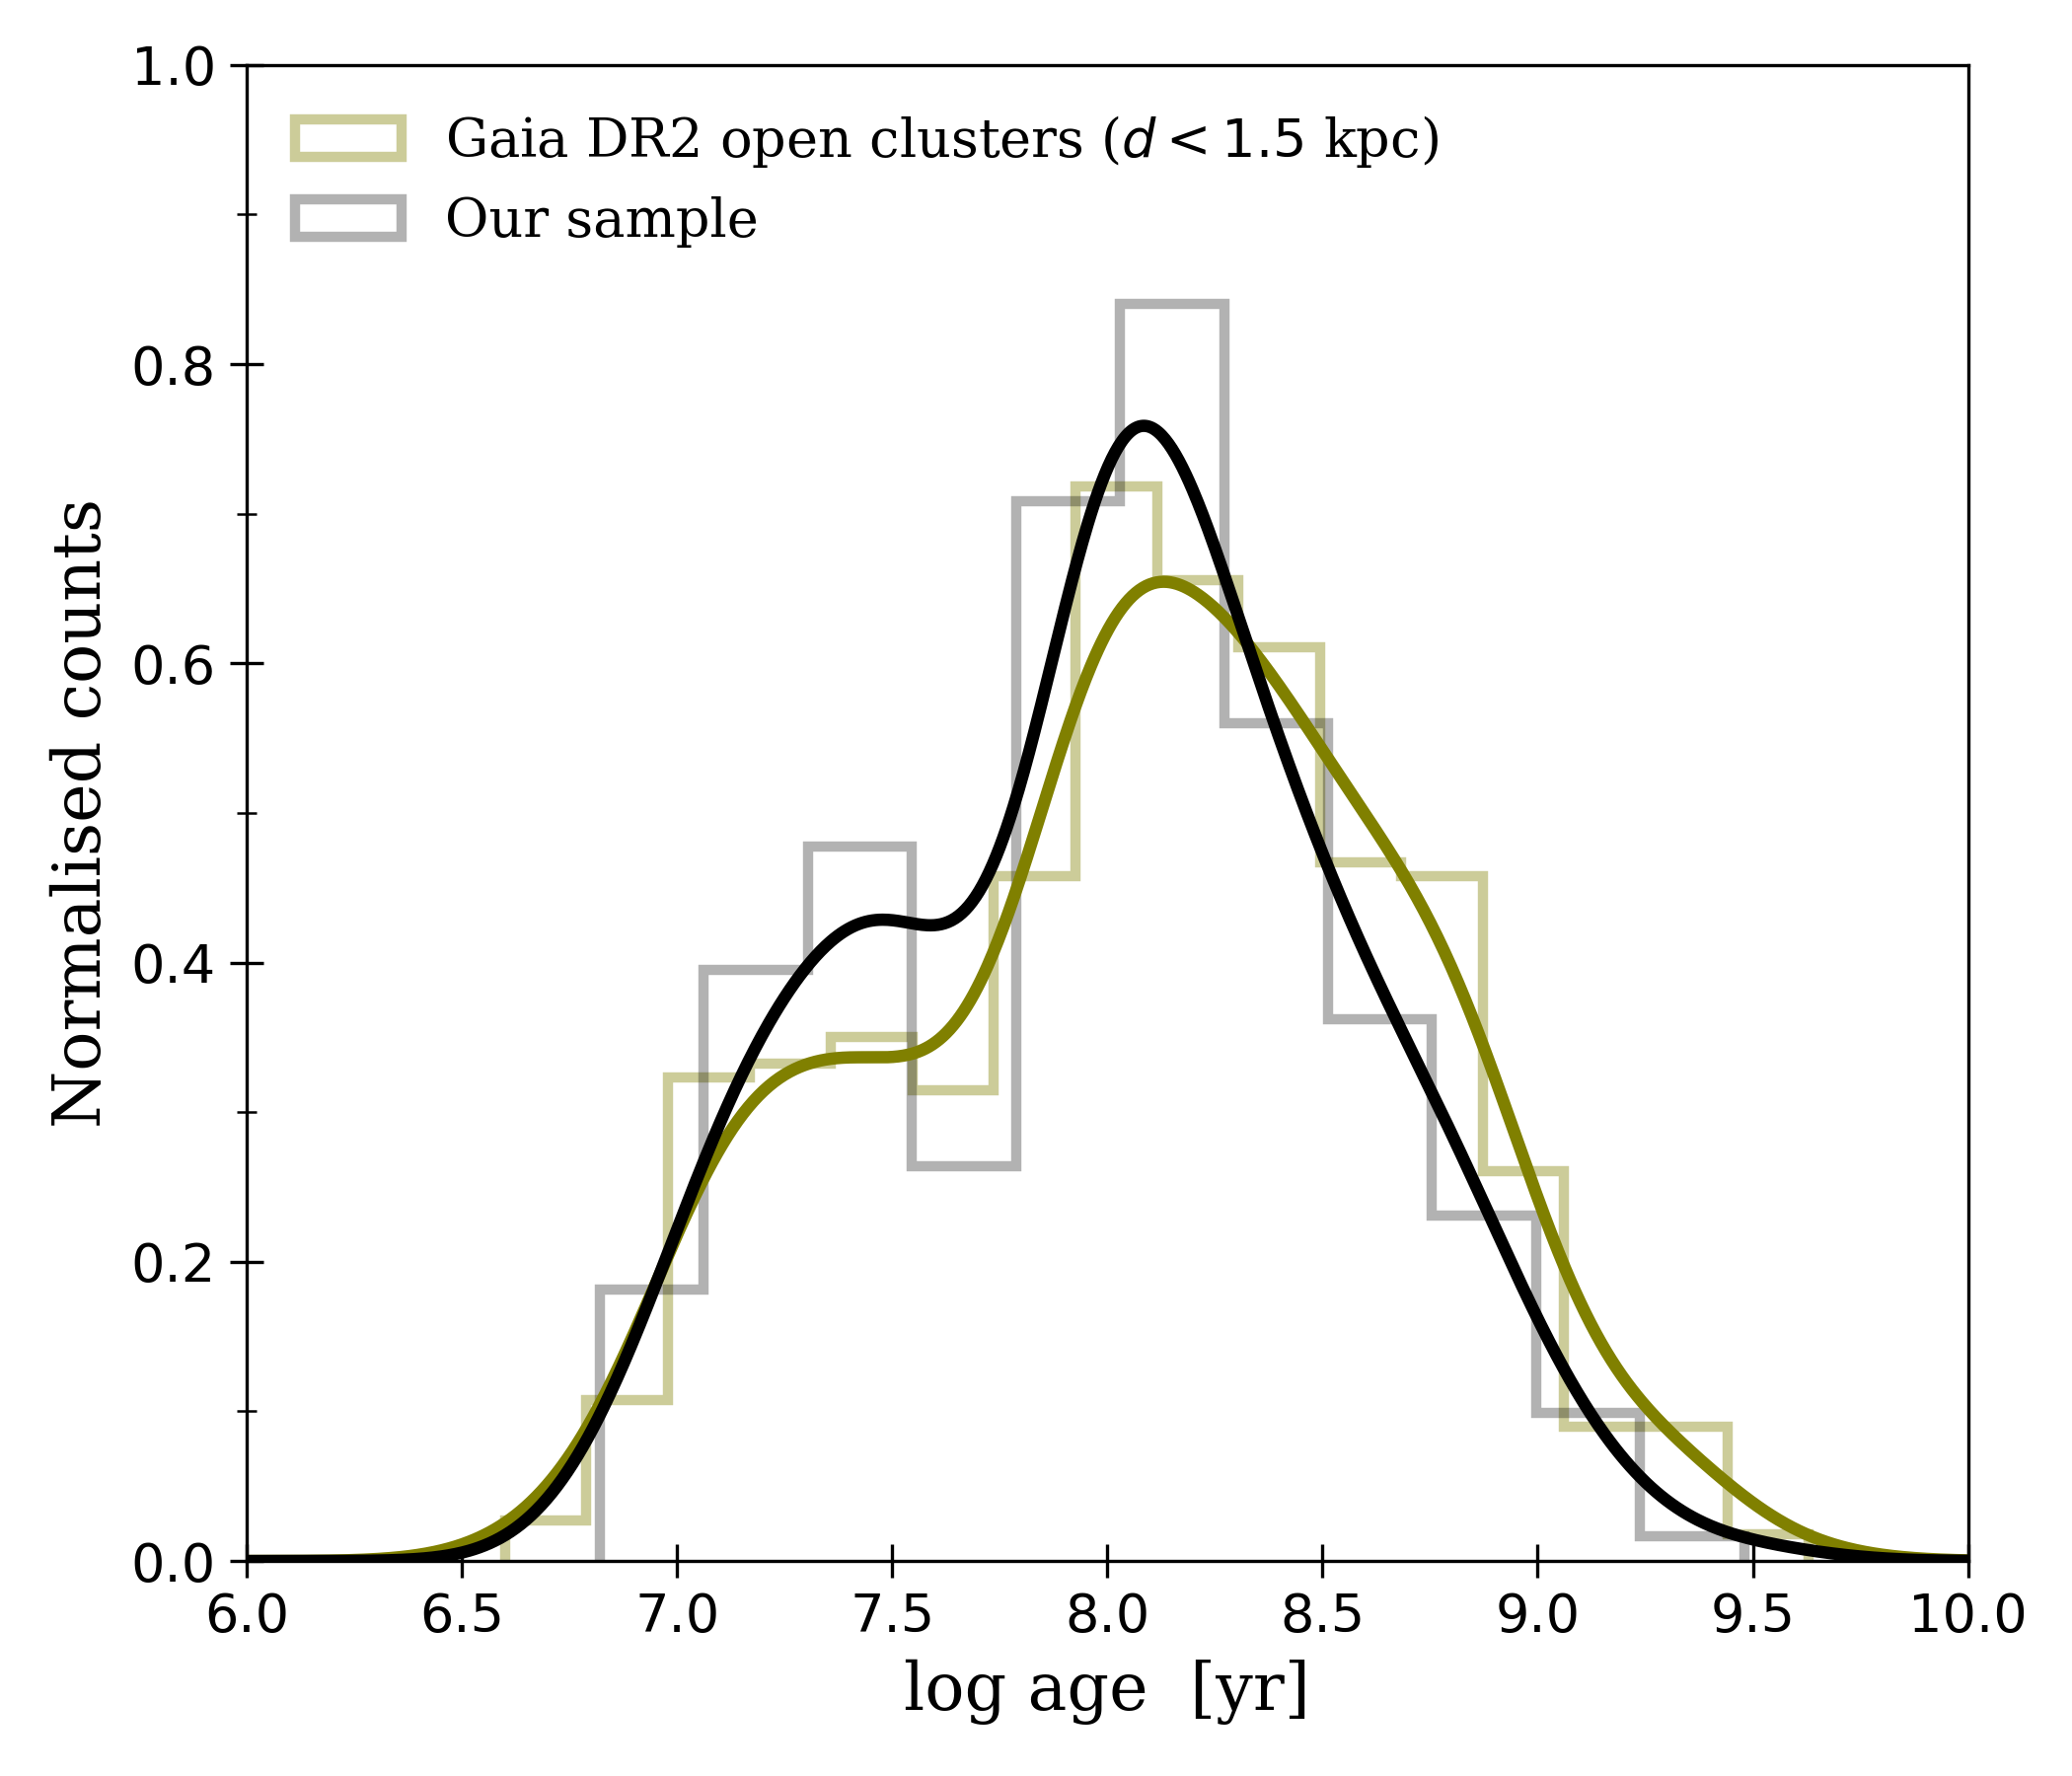 1.0
Gaia DR2 open clusters (d < 1.5 kpc)
Our sample
0.8
0.6
0.4
0.2
0.0
Normalised counts
6.0 6.5 7.0 7.5 8.0 8.5 9.0 9.5 10.0
log age [yr]